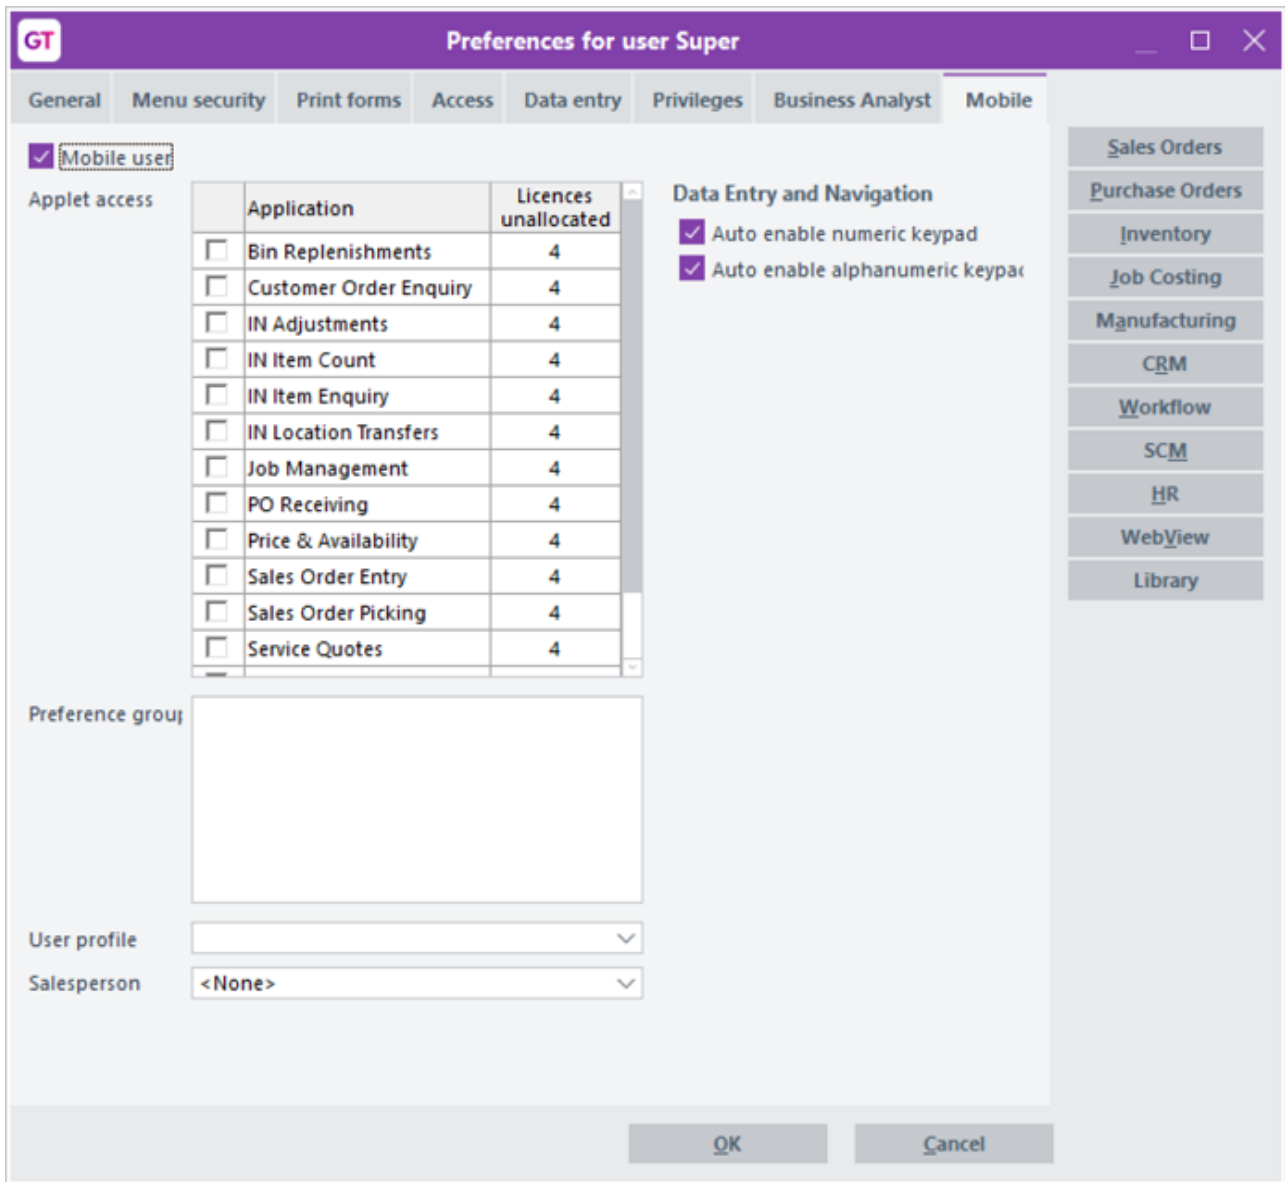 GT
Preferences for user Super
General Menu security Print forms Access Data entry Privileges Business Analyst Mobile
Mobile user
Applet access
Application Licences unallocated
Bin Replenishments 4
Customer Order Enquiry 4
IN Adjustments 4
IN Item Count 4
IN Item Enquiry 4
IN Location Transfers 4
Job Management 4
PO Receiving 4
Price & Availability 4
Sales Order Entry 4
Sales Order Picking 4
Service Quotes 4
Data Entry and Navigation
Auto enable numeric keypad
Auto enable alphanumeric keypad
Sales Orders
Purchase Orders
Inventory
Job Costing
Manufacturing
CRM
Workflow
SCM
HR
WebView
Library
Preference group
User profile
Salesperson <None>
OK Cancel